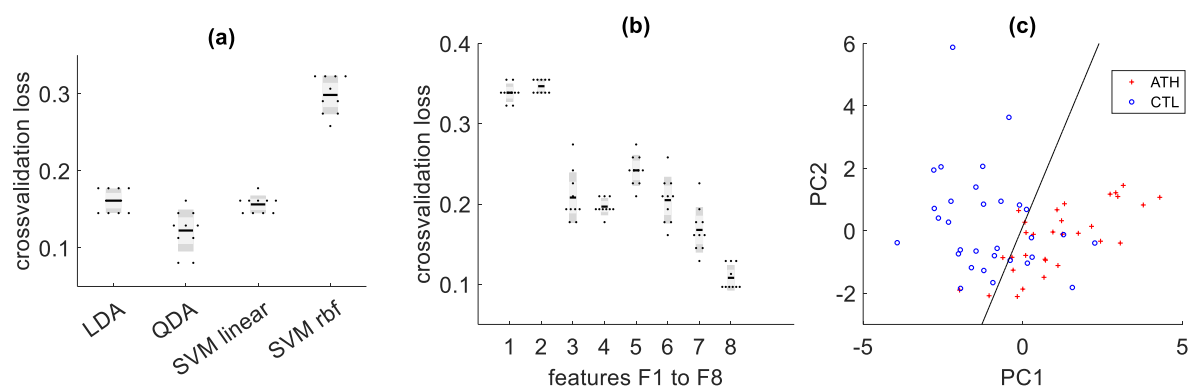 (a)
crossvalidation loss
0.3
0.2
0.1
LDA
QDA
SVM linear
SVM rbf
(b)
crossvalidation loss
0.4
0.3
0.2
0.1
1 2 3 4 5 6 7 8
features F1 to F8
(c)
PC2
6
4
2
0
-2
-5 0 5
PC1
ATH
CTL